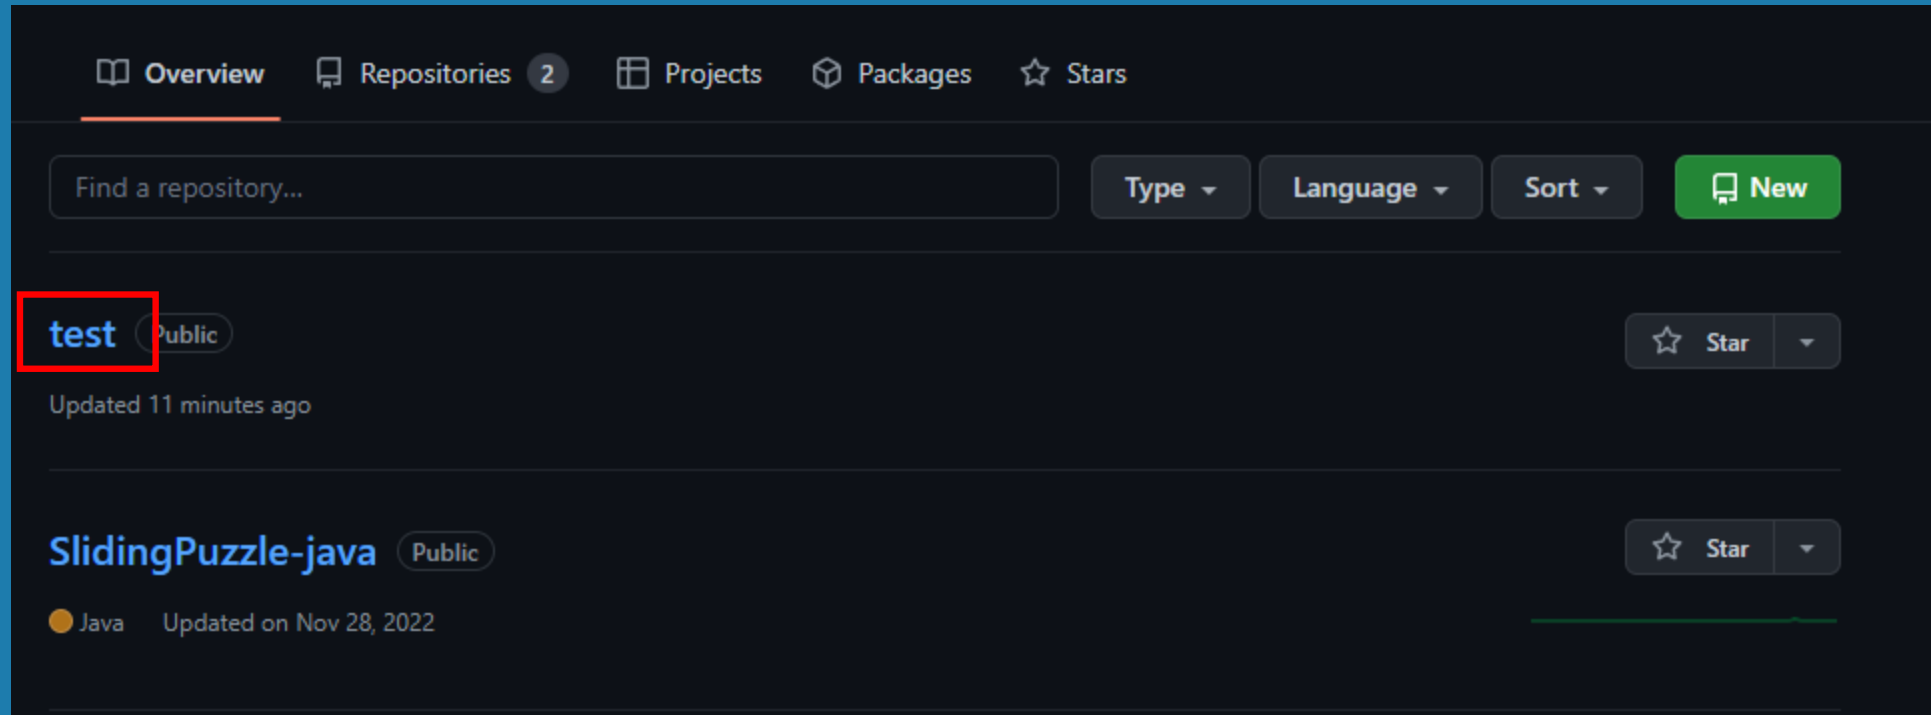 Overview Repositories 2 Projects Packages Stars
Find a repository... Type Language Sort New
test Public Star
Updated 11 minutes ago
SlidingPuzzle-java Public Star
Java Updated on Nov 28, 2022